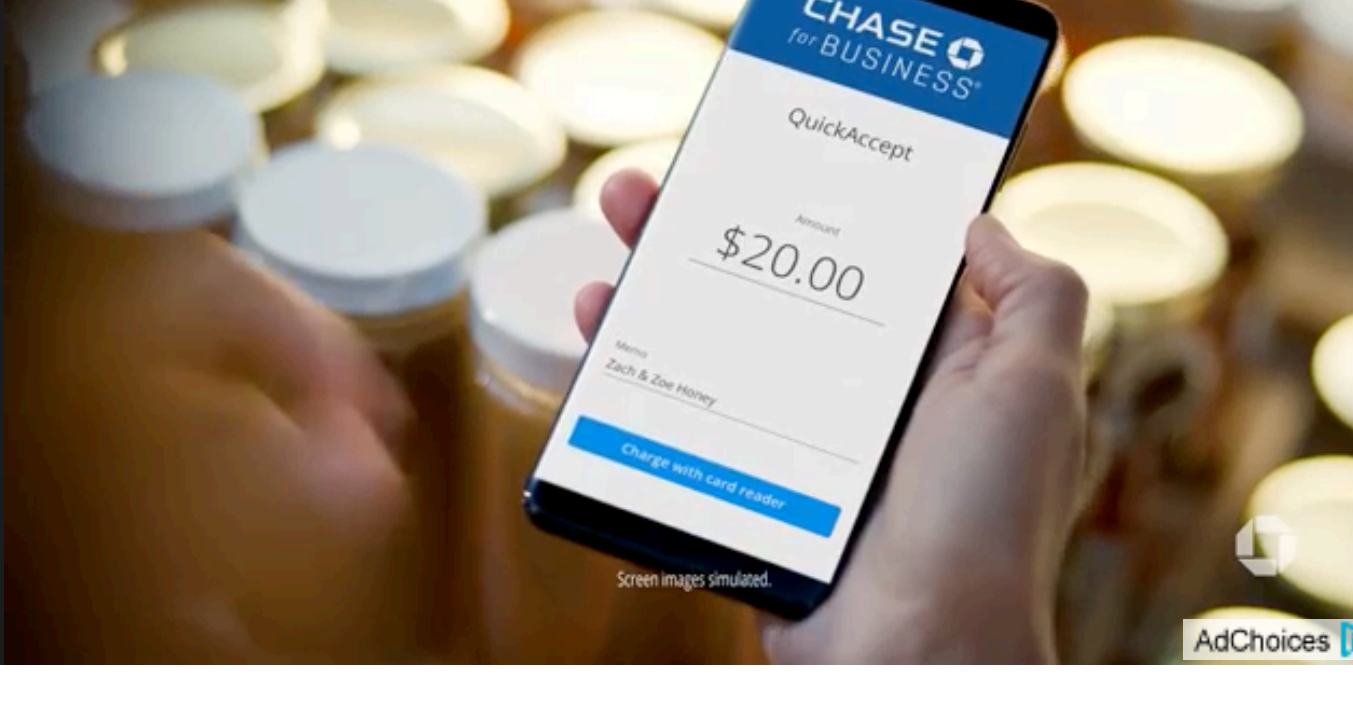 CHASE
for BUSINESS®
QuickAccept
Amount
$20.00
Memo
Zach & Zoe Honey
Charge with card reader
Screen images simulated.
AdChoices